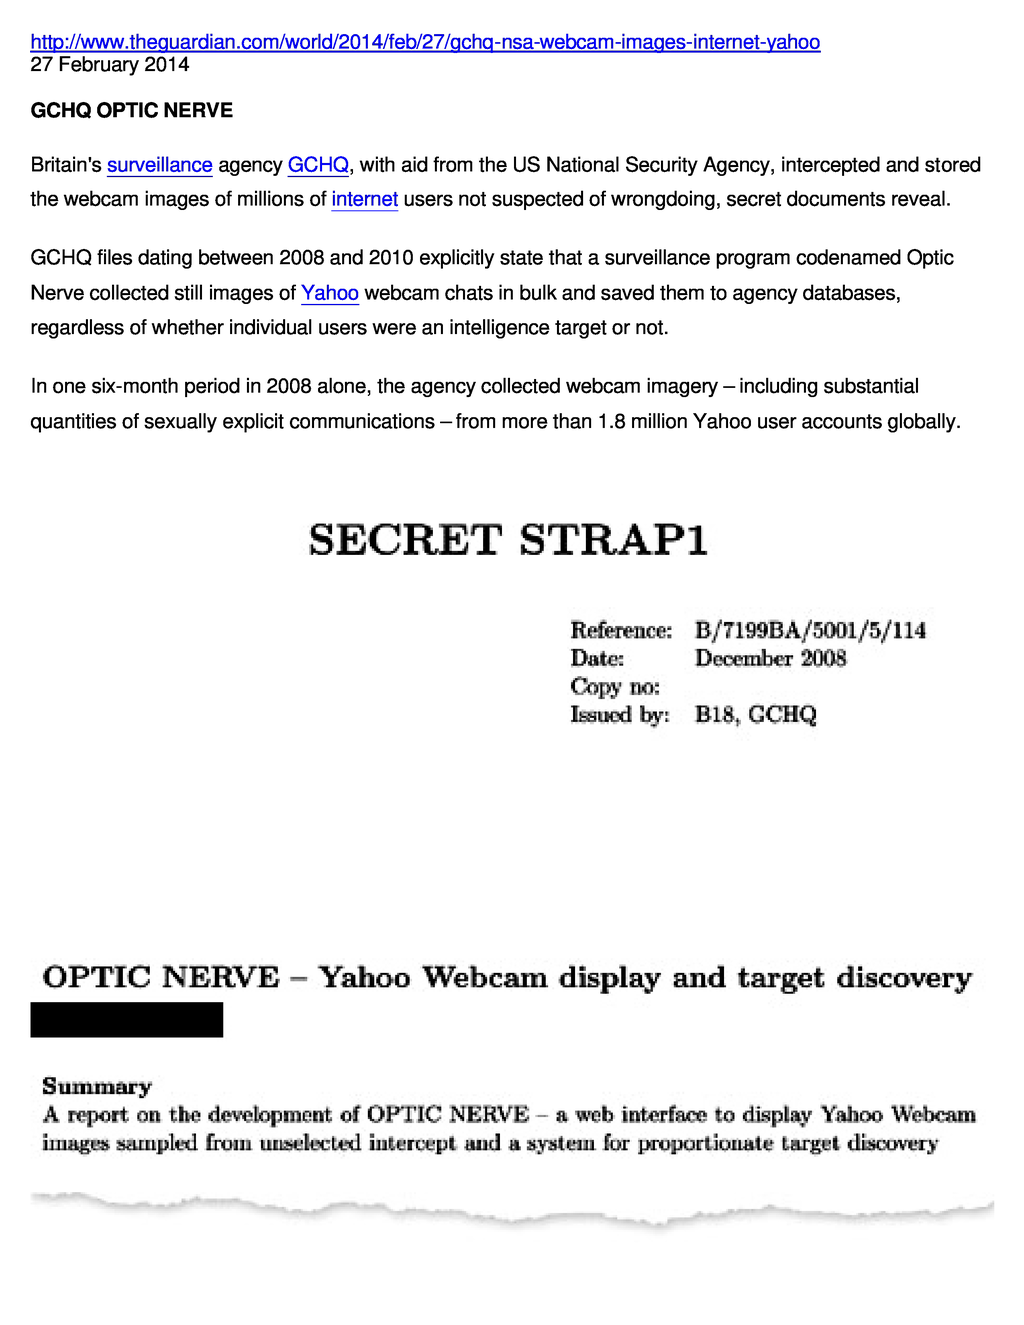 http://www.theguardian.com/world/2014/feb/27/gchq-nsa-webcam-images-internet-yahoo
27 February 2014
GCHQ OPTIC NERVE
Britain's surveillance agency GCHQ, with aid from the US National Security Agency, intercepted and stored
the webcam images of millions of internet users not suspected of wrongdoing, secret documents reveal.
GCHQ files dating between 2008 and 2010 explicitly state that a surveillance program codenamed Optic
Nerve collected still images of Yahoo webcam chats in bulk and saved them to agency databases,
regardless of whether individual users were an intelligence target or not.
In one six-month period in 2008 alone, the agency collected webcam imagery – including substantial
quantities of sexually explicit communications – from more than 1.8 million Yahoo user accounts globally.
SECRET STRAP1
Reference: B/7199BA/5001/5/114
Date: December 2008
Copy no:
Issued by: B18, GCHQ
OPTIC NERVE – Yahoo Webcam display and target discovery
Summary
A report on the development of OPTIC NERVE – a web interface to display Yahoo Webcam
images sampled from unselected intercept and a system for proportionate target discovery